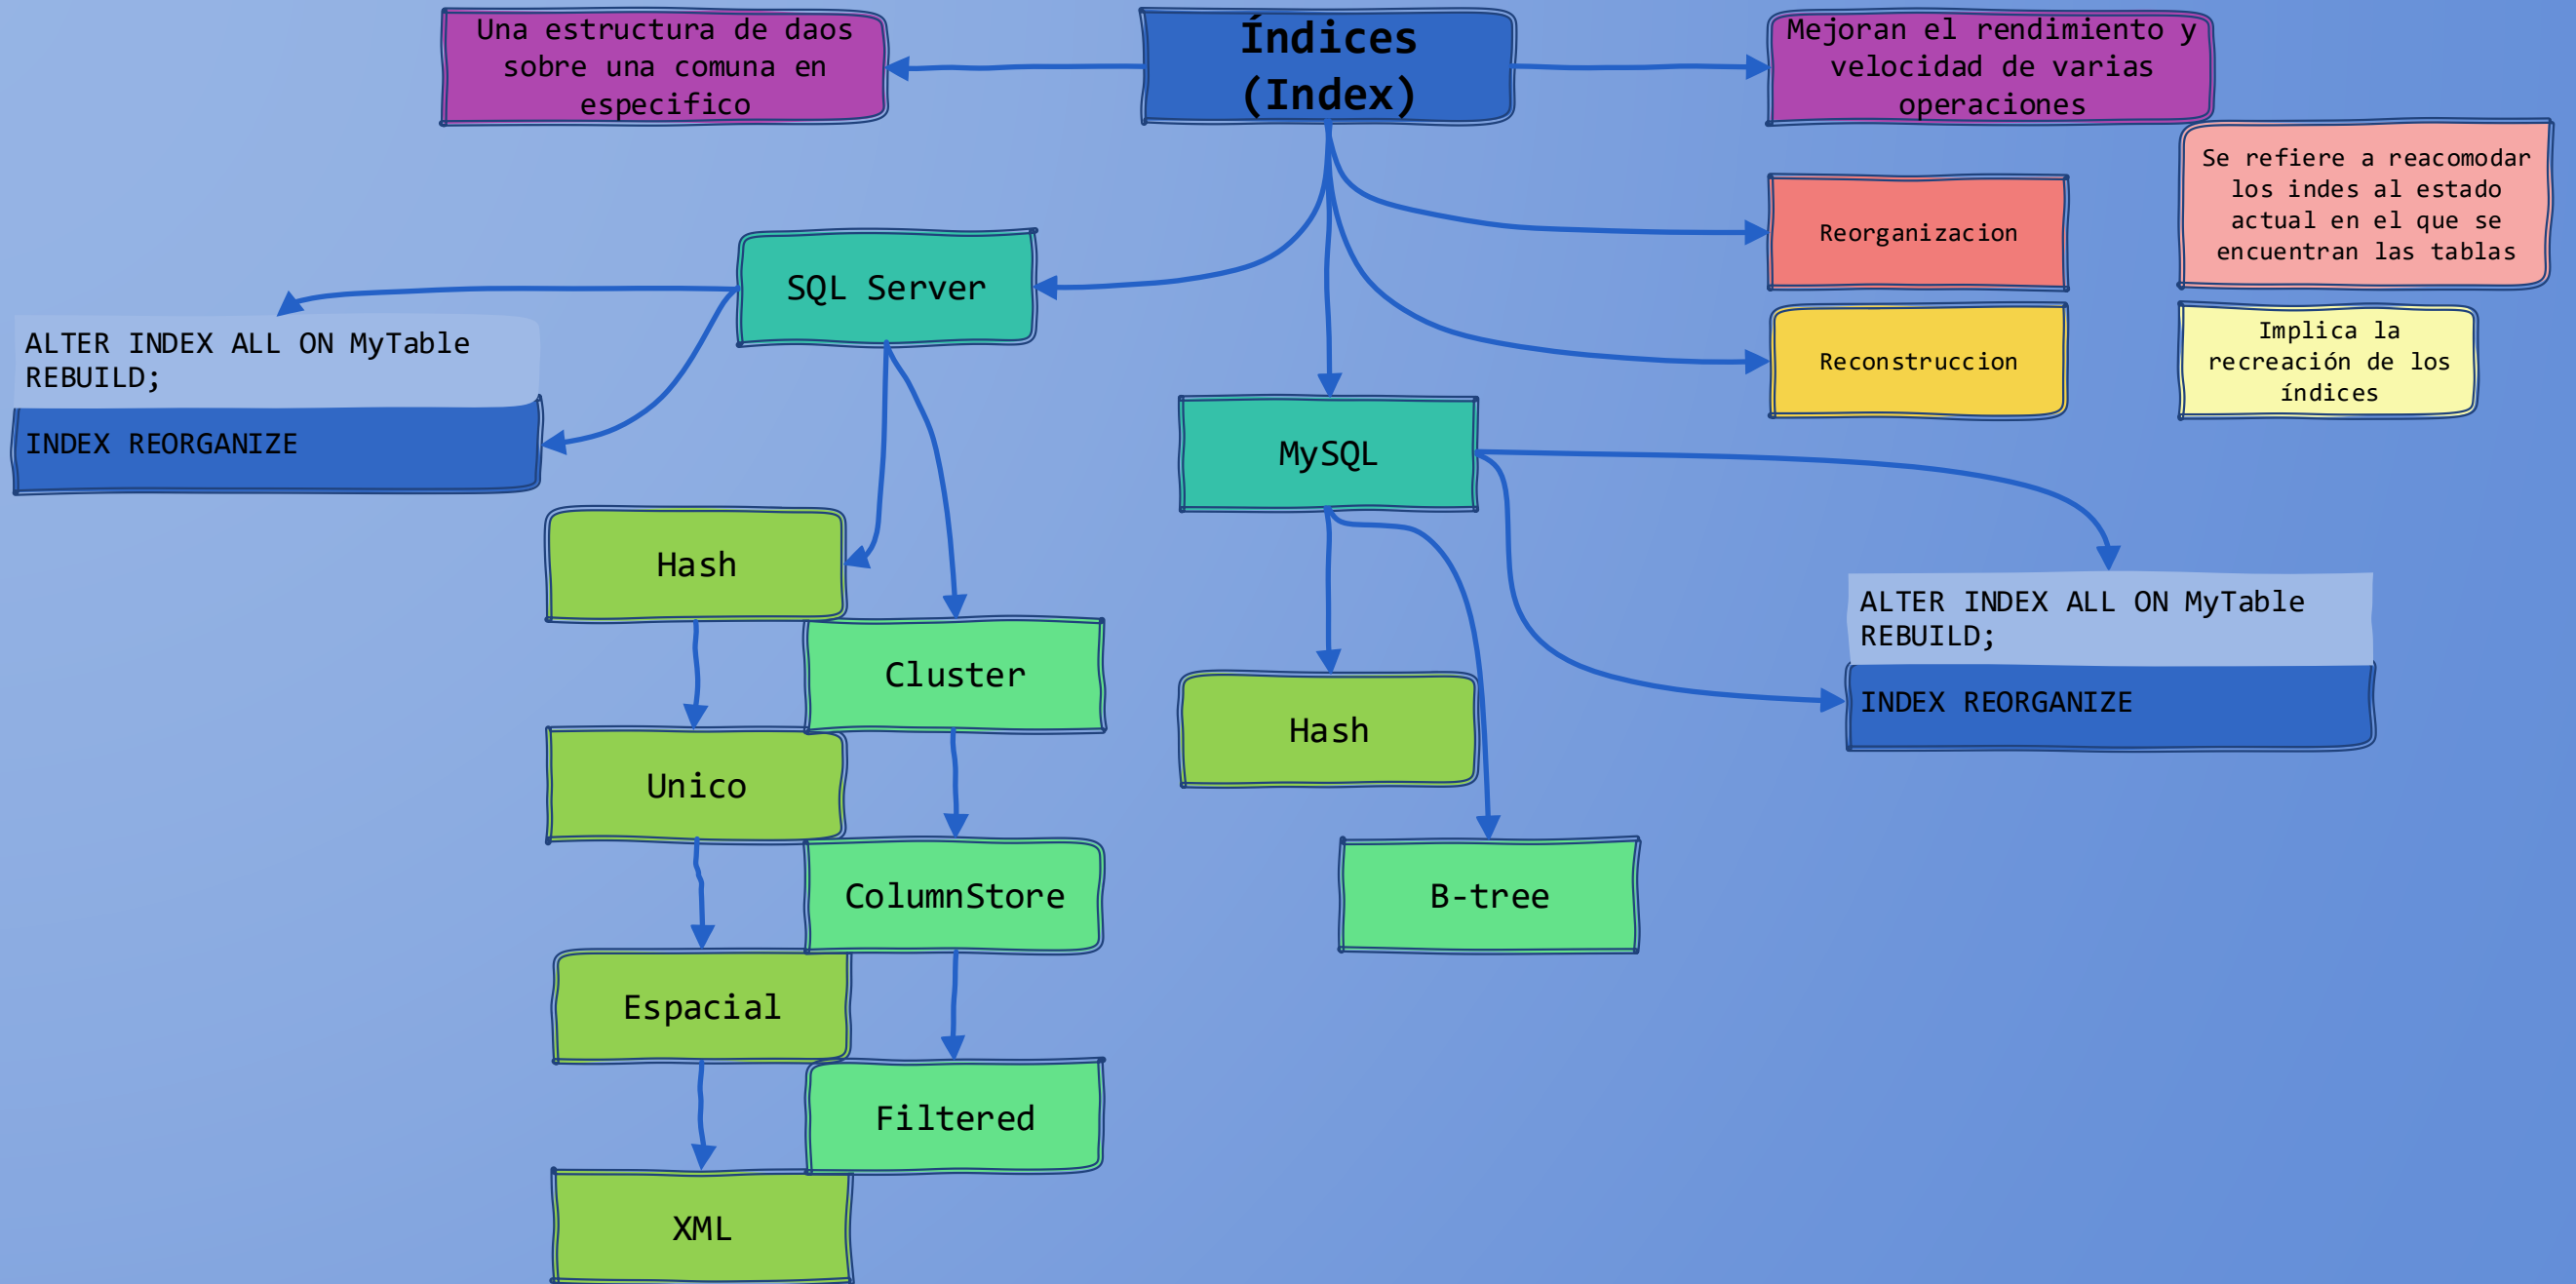 Una estructura de daos
sobre una comuna en
especifico
Índices
(Index)
Mejoran el rendimiento y
velocidad de varias
operaciones
Se refiere a reacomodar
los indes al estado
actual en el que se
encuentran las tablas
Reorganizacion
SQL Server
ALTER INDEX ALL ON MyTable
REBUILD;
INDEX REORGANIZE
Reconstruccion
Implica la
recreación de los
índices
MySQL
Hash
Cluster
Unico
ColumnStore
Espacial
Filtered
XML
Hash
B-tree
ALTER INDEX ALL ON MyTable
REBUILD;
INDEX REORGANIZE